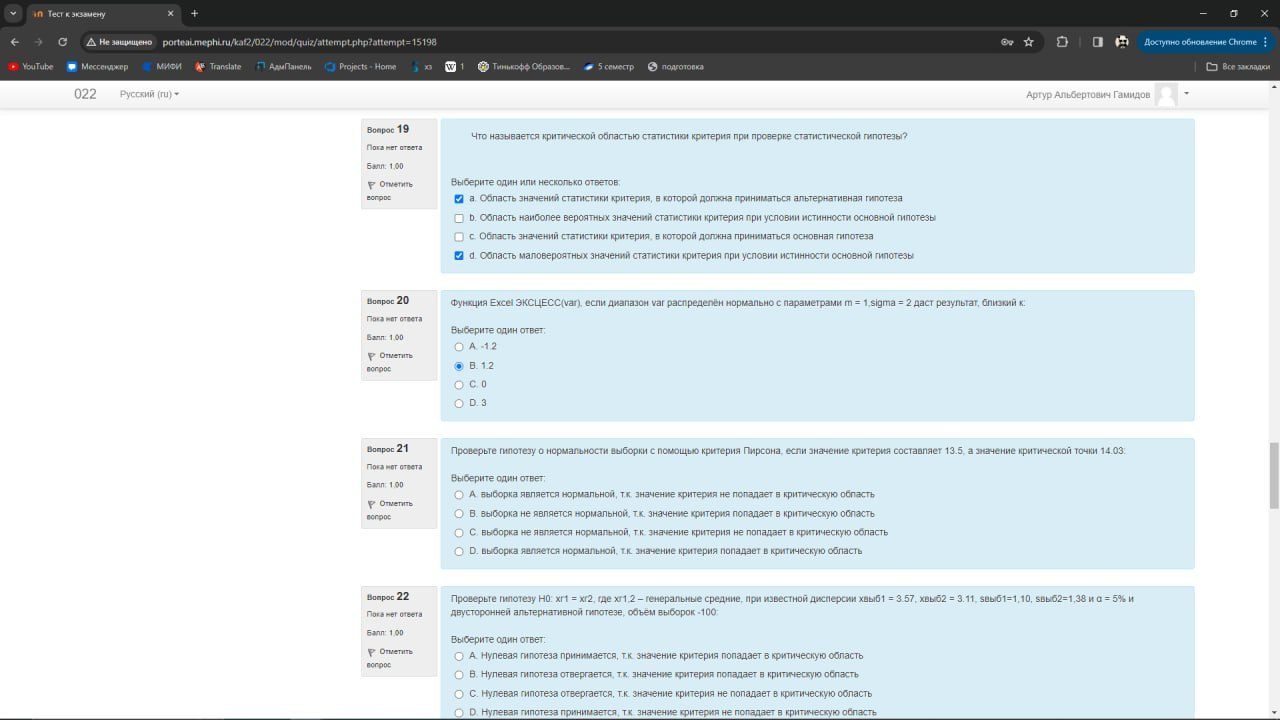 Тест к экзамену
Не защищено
porteai.mephi.ru/kaf2/022/mod/quiz/attempt.php?attempt=15198
Доступно обновление Chrome
YouTube Мессенджер МИФИ Translate АдмПанель Projects - Home хз 1 Тинькофф Образов... 5 семестр подготовка Все закладки
022 Русский (ru) Артур Альбертович Гамидов
Вопрос 19
Пока нет ответа
Балл: 1,00
Отметить
вопрос
Что называется критической областью статистики критерия при проверке статистической гипотезы?
Выберите один или несколько ответов:
a. Область значений статистики критерия, в которой должна приниматься альтернативная гипотеза
b. Область наиболее вероятных значений статистики критерия при условии истинности основной гипотезы
c. Область значений статистики критерия, в которой должна приниматься основная гипотеза
d. Область маловероятных значений статистики критерия при условии истинности основной гипотезы
Вопрос 20
Пока нет ответа
Балл: 1,00
Отметить
вопрос
Функция Excel ЭКСЦЕСС(var), если диапазон var распределён нормально с параметрами m = 1,sigma = 2 даст результат, близкий к:
Выберите один ответ:
A. -1.2
B. 1.2
C. 0
D. 3
Вопрос 21
Пока нет ответа
Балл: 1,00
Отметить
вопрос
Проверьте гипотезу о нормальности выборки с помощью критерия Пирсона, если значение критерия составляет 13.5, а значение критической точки 14.03:
Выберите один ответ:
A. выборка является нормальной, т.к. значение критерия не попадает в критическую область
B. выборка не является нормальной, т.к. значение критерия попадает в критическую область
C. выборка не является нормальной, т.к. значение критерия не попадает в критическую область
D. выборка является нормальной, т.к. значение критерия попадает в критическую область
Вопрос 22
Пока нет ответа
Балл: 1,00
Отметить
вопрос
Проверьте гипотезу H0: хг1 = хг2, где хг1,2 – генеральные средние, при известной дисперсии хвыб1 = 3.57, хвыб2 = 3.11, sвыб1=1,10, sвыб2=1,38 и α = 5% и
двусторонней альтернативной гипотезе, объём выборок -100:
Выберите один ответ:
A. Нулевая гипотеза принимается, т.к. значение критерия попадает в критическую область
B. Нулевая гипотеза отвергается, т.к. значение критерия попадает в критическую область
C. Нулевая гипотеза отвергается, т.к. значение критерия не попадает в критическую область
D. Нулевая гипотеза принимается, т.к. значение критерия не попадает в критическую область